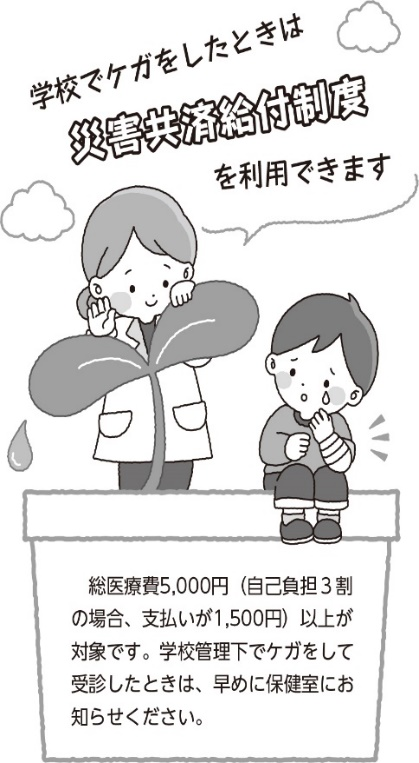 学校でケガをしたときは
災害共済給付制度
を利用できます
総医療費5,000円（自己負担３割
の場合、支払いが1,500円）以上が
対象です。学校管理下でケガをして
受診したときは、早めに保健室にお
知らせください。